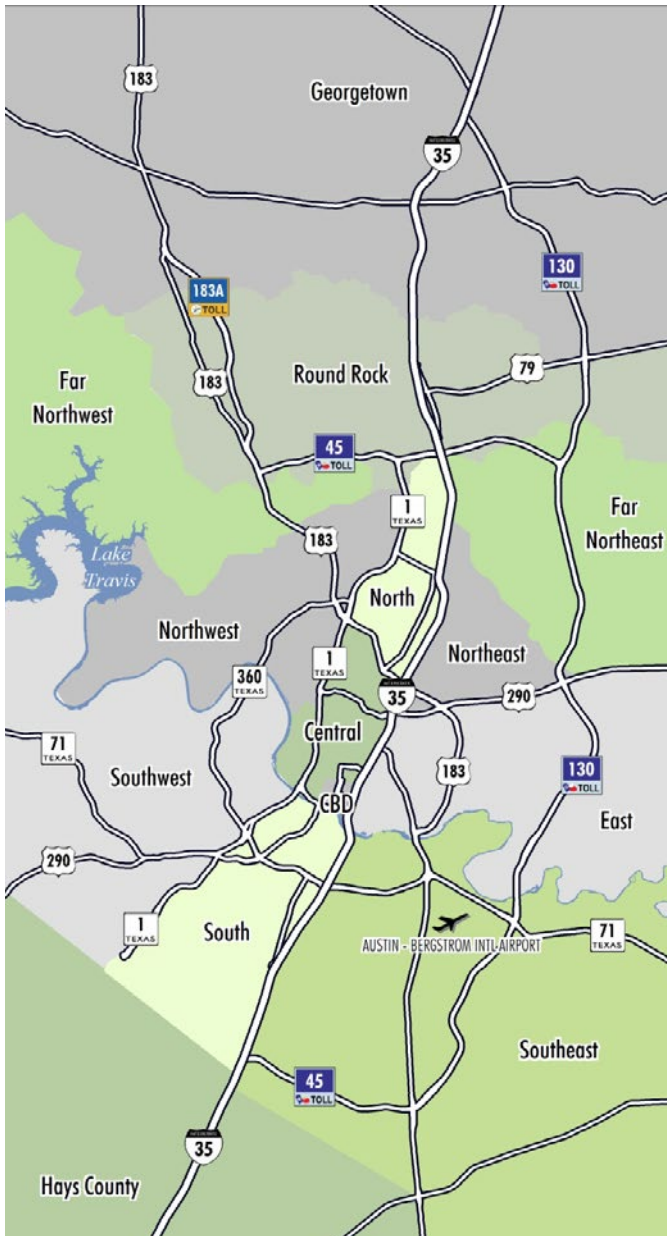 183
Georgetown
35
130
TOLL
183A
TOLL
79
Round Rock
183
Far
Northwest
45
TOLL
1
TEXAS
Far
Northeast
183
Lake
Travis
North
Northwest
Northeast
1
TEXAS
360
TEXAS
35
290
Central
71
TEXAS
183
130
TOLL
Southwest
CBD
East
290
1
TEXAS
South
71
TEXAS
AUSTIN - BERGSTROM INTL AIRPORT
Southeast
45
TOLL
35
Hays County